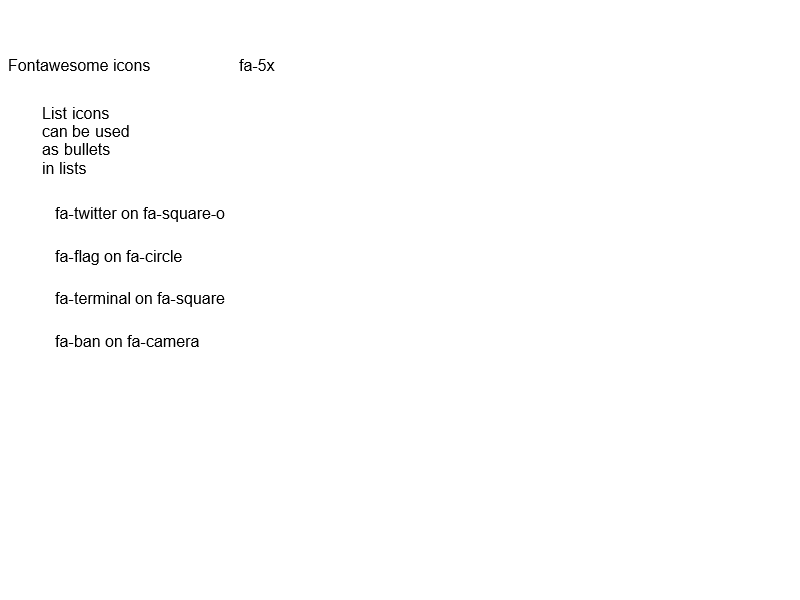 Fontawesome icons fa-5x
List icons
can be used
as bullets
in lists
fa-twitter on fa-square-o
fa-flag on fa-circle
fa-terminal on fa-square
fa-ban on fa-camera